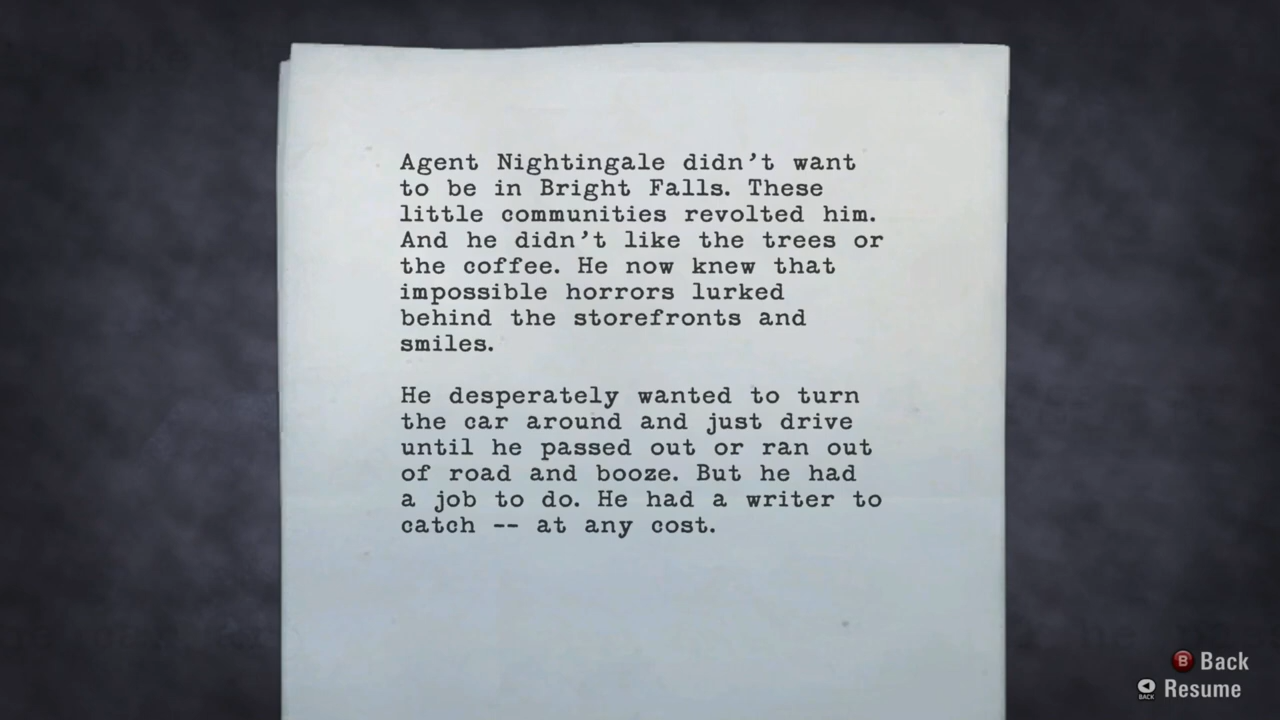 Agent Nightingale didn't want
to be in Bright Falls. These
little communities revolted him.
And he didn't like the trees or
the coffee. He now knew that
impossible horrors lurked
behind the storefronts and
smiles.
He desperately wanted to turn
the car around and just drive
until he passed out or ran out
of road and booze. But he had
a job to do. He had a writer to
catch -- at any cost.
B Back
BACK Resume